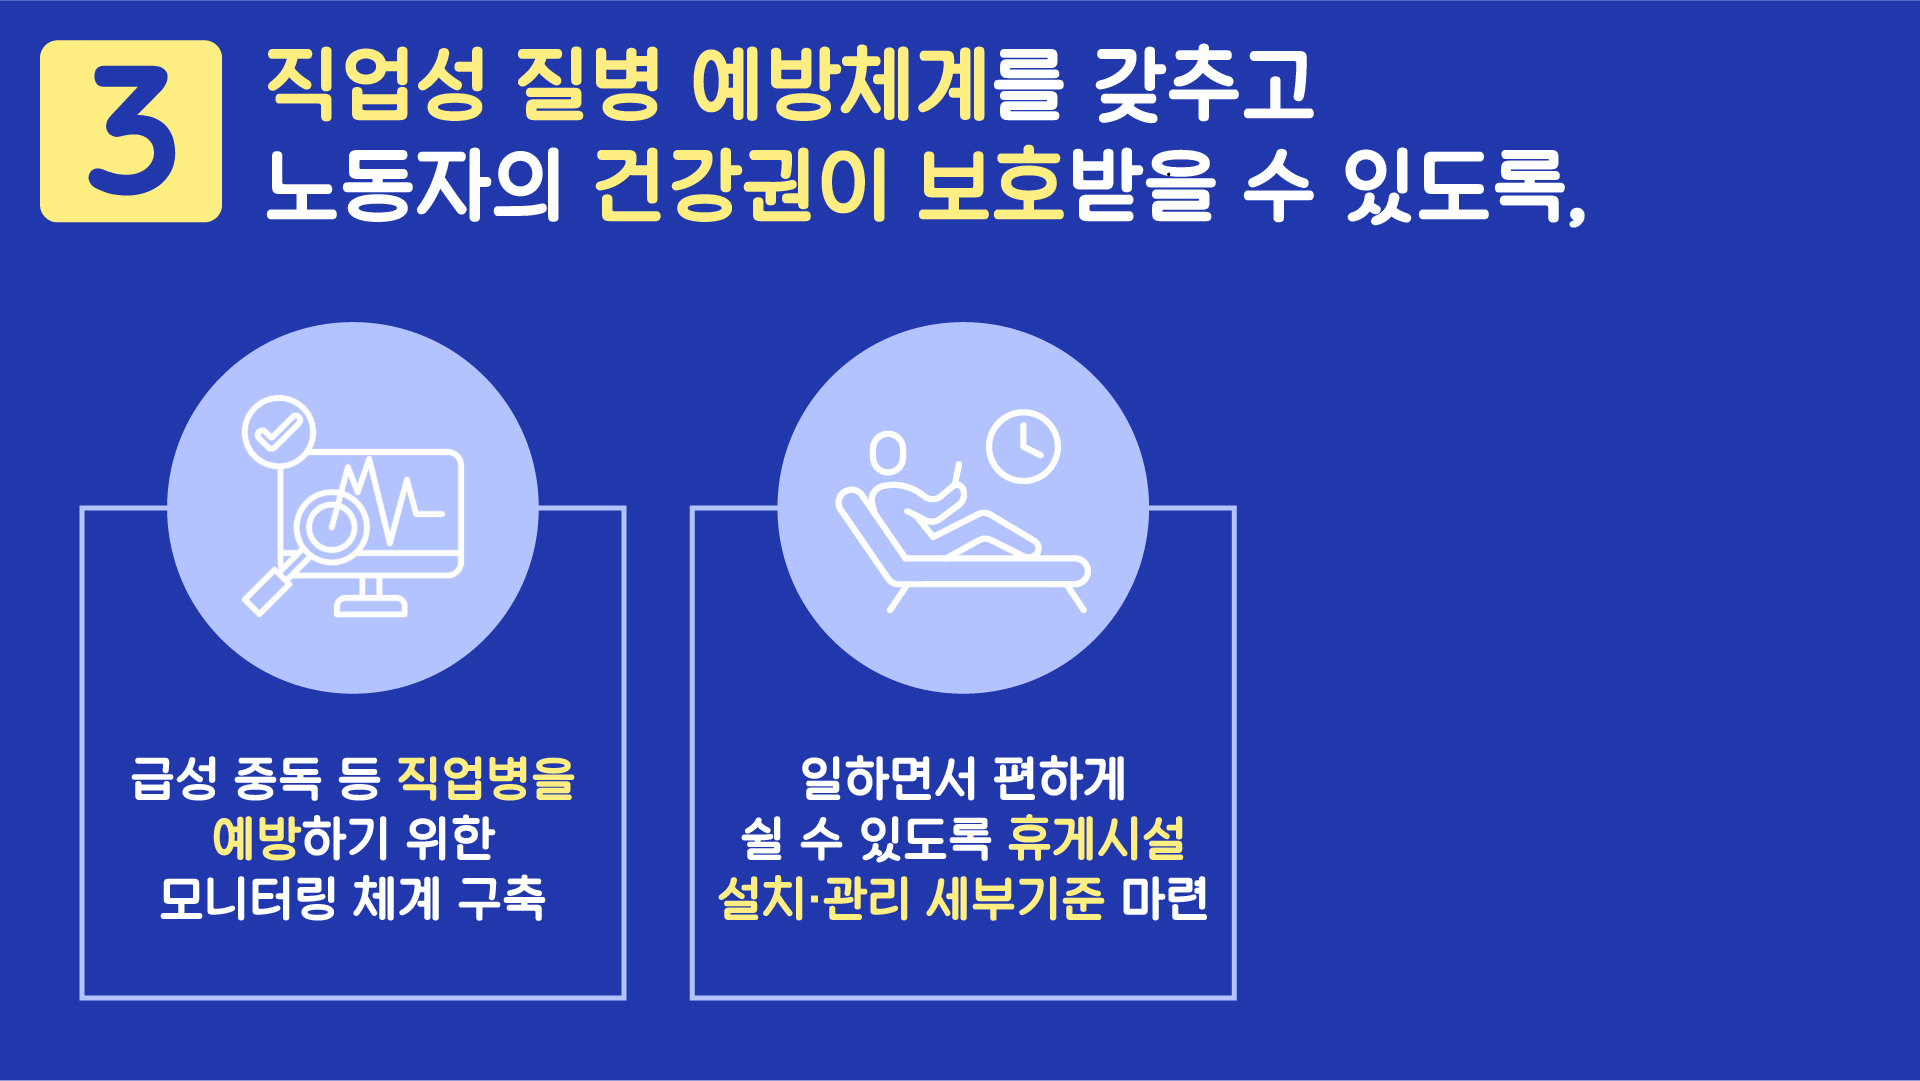 3
직업성 질병 예방체계를 갖추고
노동자의 건강권이 보호받을 수 있도록,
급성 중독 등 직업병을
예방하기 위한
모니터링 체계 구축
일하면서 편하게
쉴 수 있도록 휴게시설
설치·관리 세부기준 마련